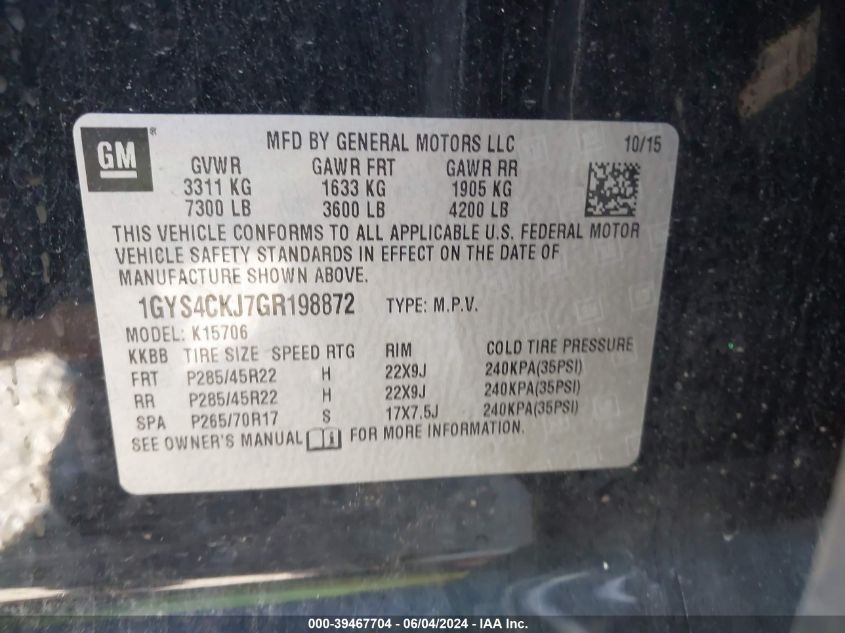 GM®
MFD BY GENERAL MOTORS LLC 10/15
GVWR GAWR FRT GAWR RR
3311 KG 1633 KG 1905 KG
7300 LB 3600 LB 4200 LB
THIS VEHICLE CONFORMS TO ALL APPLICABLE U.S. FEDERAL MOTOR
VEHICLE SAFETY STANDARDS IN EFFECT ON THE DATE OF
MANUFACTURE SHOWN ABOVE.
1GYS4CKJ7GR198872 TYPE: M.P.V.
MODEL: K15706
KKBB TIRE SIZE SPEED RTG RIM COLD TIRE PRESSURE
FRT P285/45R22 H 22X9J 240KPA(35PSI)
RR P285/45R22 H 22X9J 240KPA(35PSI)
SPA P265/70R17 S 17X7.5J 240KPA(35PSI)
SEE OWNER'S MANUAL FOR MORE INFORMATION.
000-39467704 - 06/04/2024 - IAA Inc.